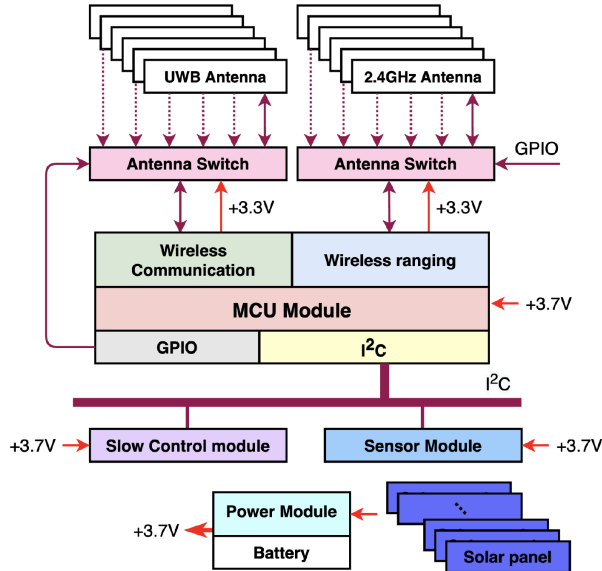 UWB Antenna
2.4GHz Antenna
Antenna Switch
Antenna Switch
GPIO
+3.3V
+3.3V
Wireless
Communication
Wireless ranging
MCU Module
+3.7V
GPIO
I²C
I²C
+3.7V
Slow Control module
Sensor Module
+3.7V
Power Module
+3.7V
Battery
Solar panel